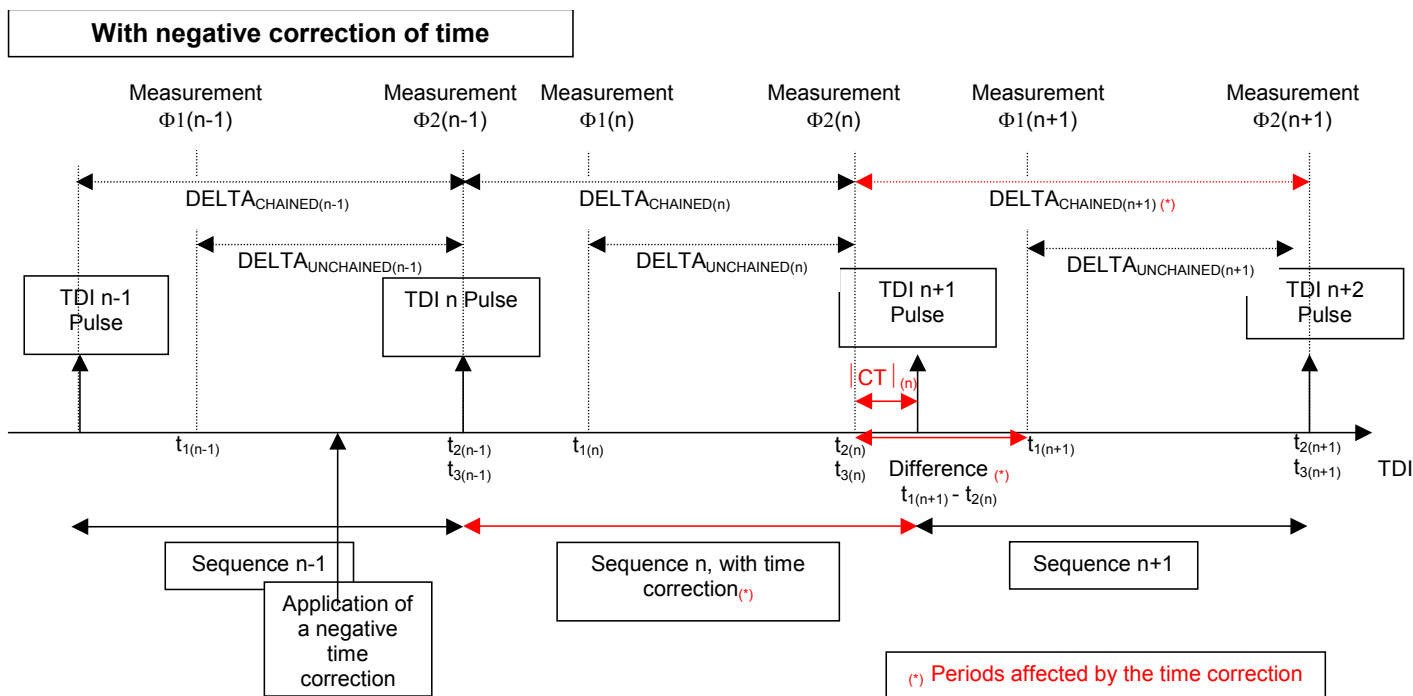 With negative correction of time
Measurement
Φ1(n-1)
Measurement
Φ2(n-1)
Measurement
Φ1(n)
Measurement
Φ2(n)
Measurement
Φ1(n+1)
Measurement
Φ2(n+1)
DELTACHAINED(n-1)
DELTACHAINED(n)
DELTACHAINED(n+1) (*)
DELTAUNCHAINED(n-1)
DELTAUNCHAINED(n)
DELTAUNCHAINED(n+1)
TDI n-1
Pulse
TDI n Pulse
TDI n+1
Pulse
TDI n+2
Pulse
|CT| (n)
t1(n-1)
t2(n-1)
t3(n-1)
t1(n)
t2(n)
t3(n)
Difference (*)
t1(n+1) - t2(n)
t1(n+1)
t2(n+1)
t3(n+1)
TDI
Sequence n-1
Sequence n, with time
correction(*)
Sequence n+1
Application of
a negative
time
correction
(*) Periods affected by the time correction